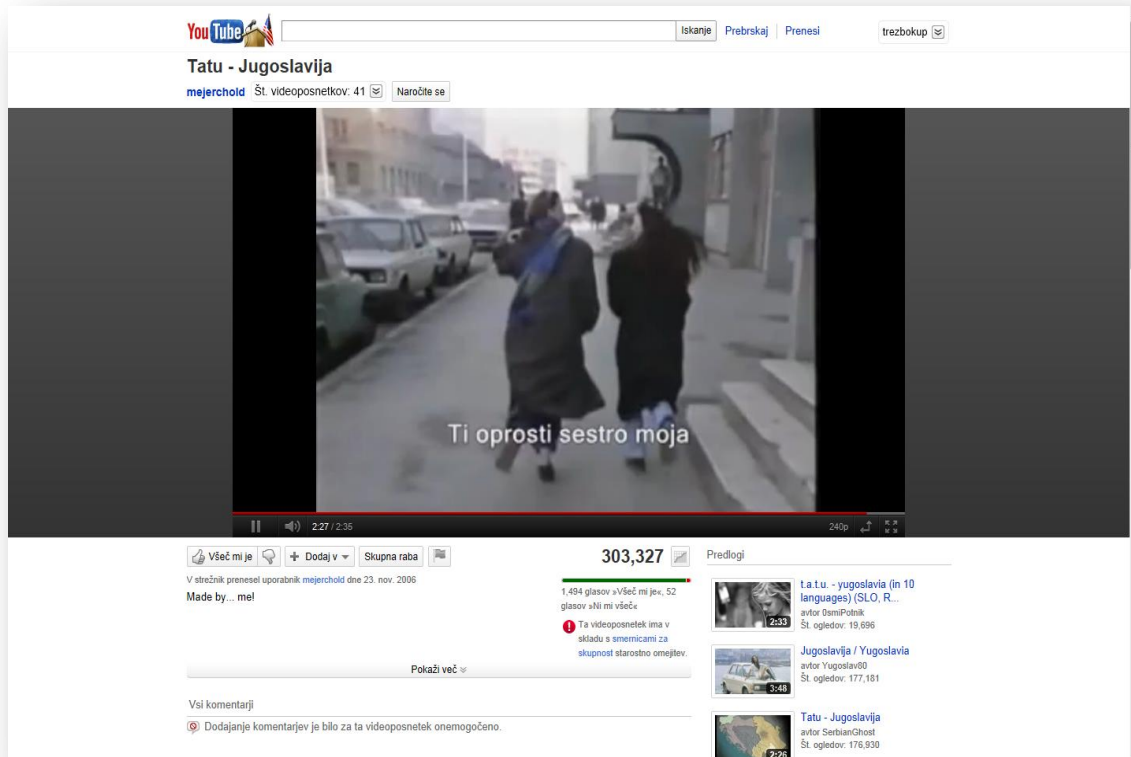 You Tube
Iskanje
Prebrskaj
Prenesi
trezbokup
Tatu - Jugoslavija
mejerchold Št. videoposnetkov: 41 Naročite se
Ti oprosti sestro moja
2:27 / 2:35
240p
Všeč mi je
Dodaj v
Skupna raba
303,327
V strežnik prenesel uporabnik mejerchold dne 23. nov. 2006
Made by... me!
1,494 glasov »Všeč mi je«, 52
glasov »Ni mi všeč«
Ta videoposnetek ima v
skladu s smernicami za
skupnost starostno omejitev.
Pokaži več
Vsi komentarji
Dodajanje komentarjev je bilo za ta videoposnetek onemogočeno.
Predlogi
2:33
t.a.t.u. - yugoslavia (in 10
languages) (SLO, R...
avtor 0smiPotnik
Št. ogledov: 19,696
3:48
Jugoslavija / Yugoslavia
avtor Yugoslav80
Št. ogledov: 177,181
2:26
Tatu - Jugoslavija
avtor SerbianGhost
Št. ogledov: 176,930